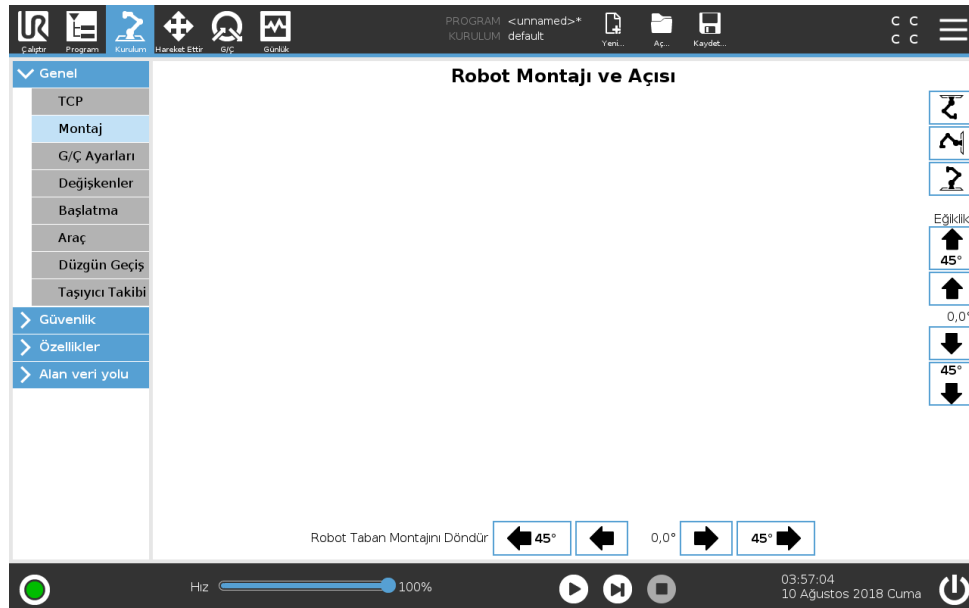 PROGRAM <unnamed>*
KURULUM default
C C
C C
Çalıştır Program Kurulum Hareket Ettir G/Ç Günlük Yeni... Aç... Kaydet...
Genel
TCP
Montaj
G/Ç Ayarları
Değişkenler
Başlatma
Araç
Düzgün Geçiş
Taşıyıcı Takibi
Güvenlik
Özellikler
Alan veri yolu
Robot Montajı ve Açısı
Eğiklik
45°
0,0°
45°
Robot Taban Montajını Döndür 45° 0,0° 45°
Hız 100%
03:57:04
10 Ağustos 2018 Cuma